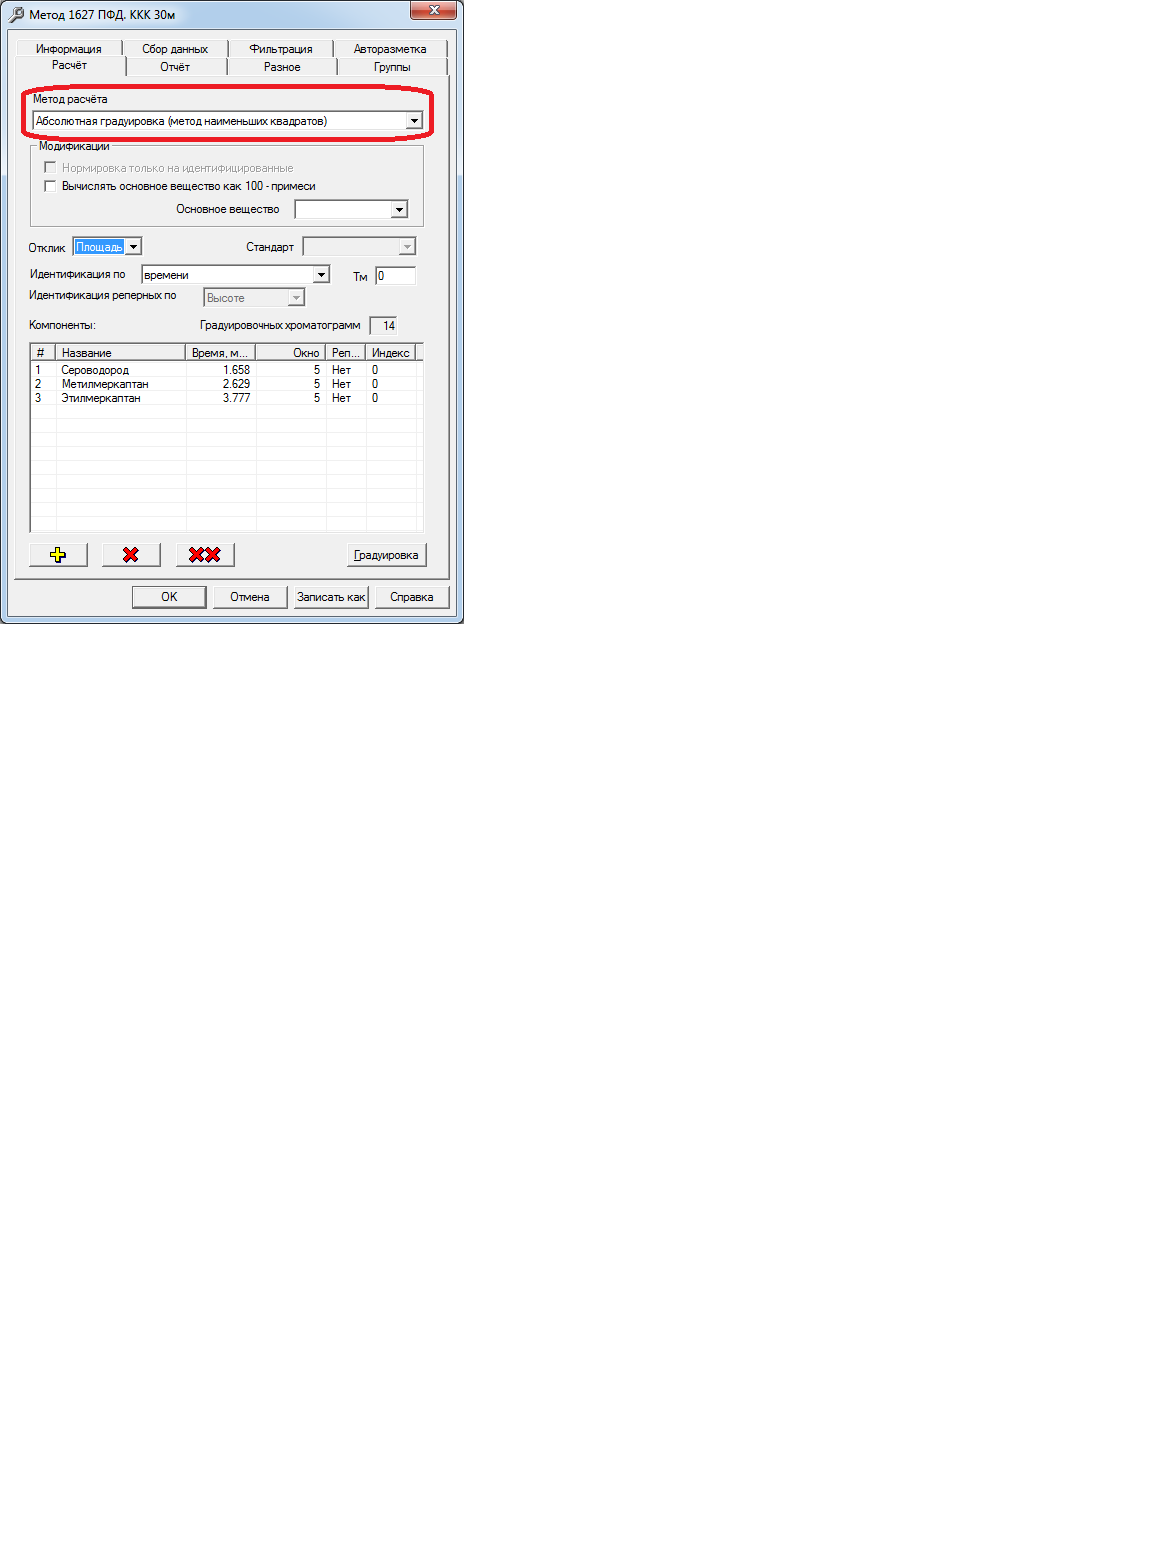 Метод 1627 ПФД. ККК 30м
Информация Сбор данных Фильтрация Авторазметка
Расчёт Отчёт Разное Группы
Метод расчёта
Абсолютная градуировка (метод наименьших квадратов)
Модификации
Нормировка только на идентифицированные
Вычислять основное вещество как 100 - примеси
Основное вещество
Отклик Площадь Стандарт
Идентификация по времени Тм 0
Идентификация реперных по Высоте
Компоненты: Градуировочных хроматограмм 14
# Название Время, м... Окно Реп... Индекс
1 Сероводород 1.658 5 Нет 0
2 Метилмеркаптан 2.629 5 Нет 0
3 Этилмеркаптан 3.777 5 Нет 0
Градуировка
OK Отмена Записать как Справка